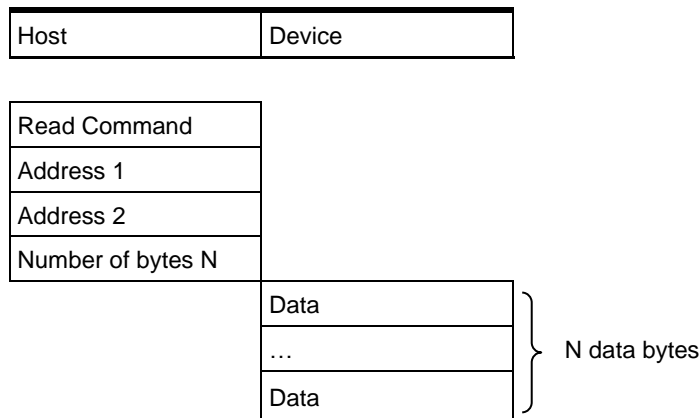 Host Device
Read Command
Address 1
Address 2
Number of bytes N
Data
…
N data bytes
Data